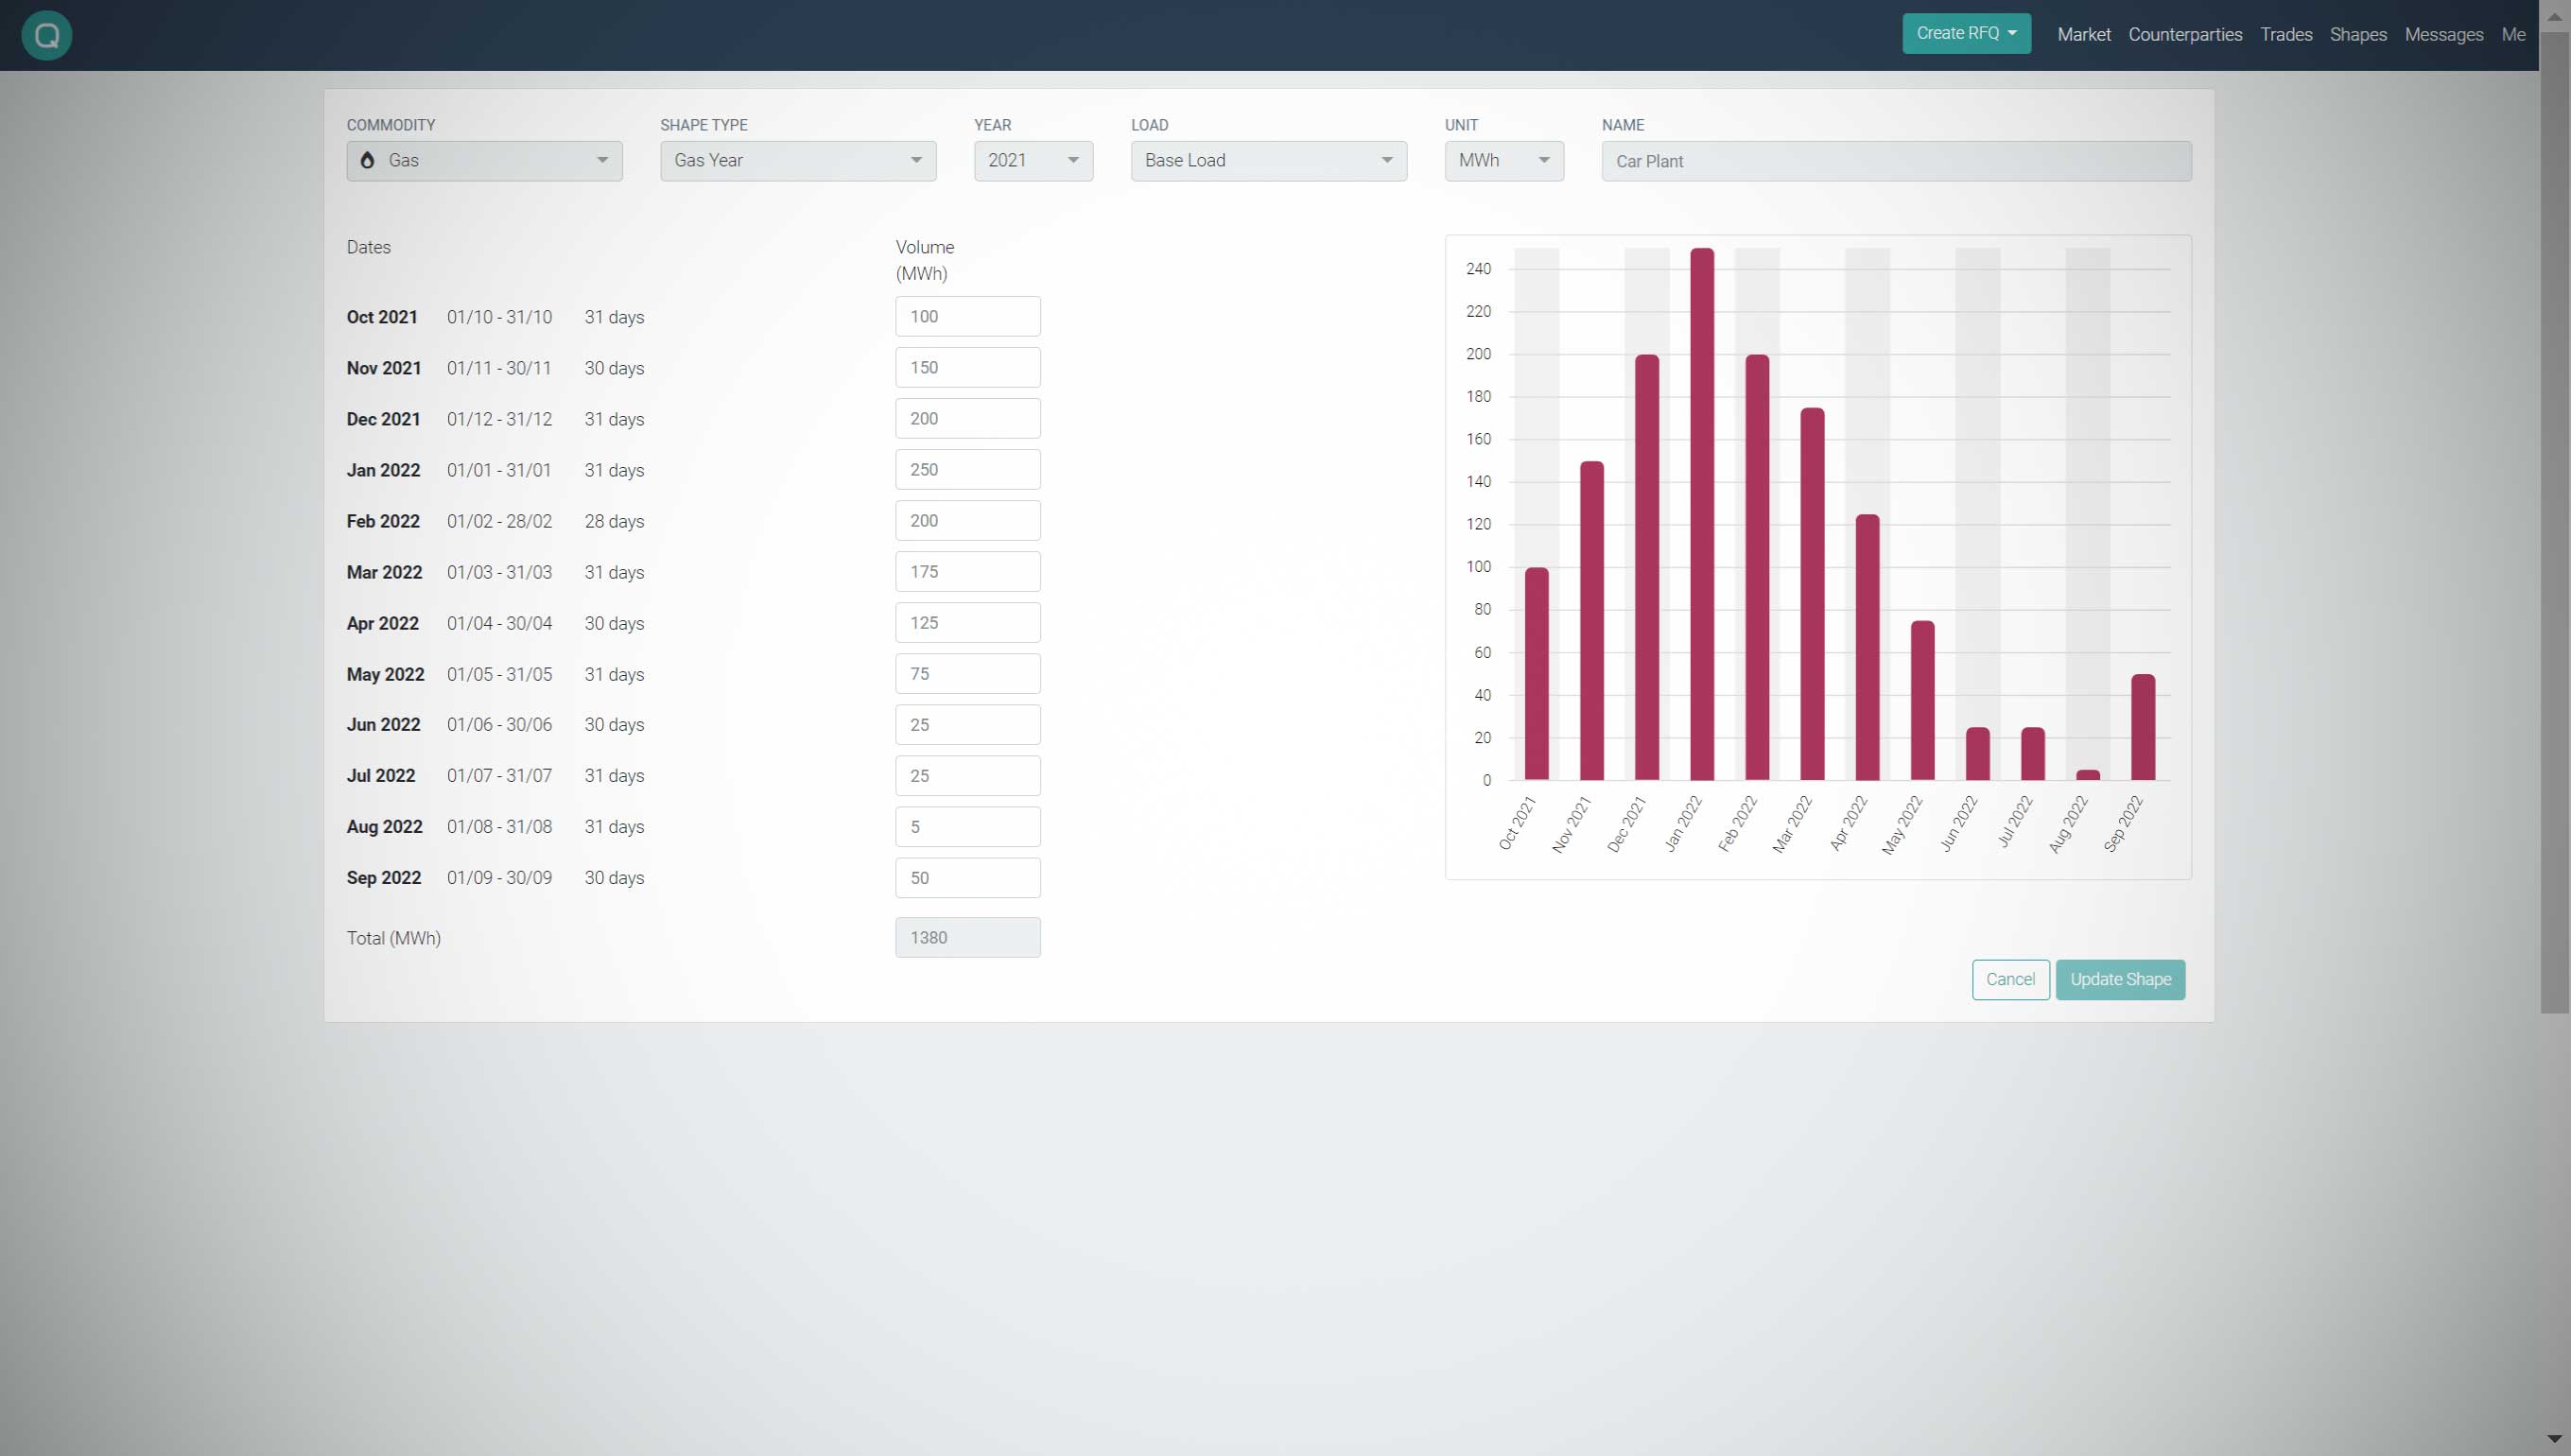 Q
Create RFQ Market Counterparties Trades Shapes Messages Me
COMMODITY SHAPE TYPE YEAR LOAD UNIT NAME
Gas Gas Year 2021 Base Load MWh Car Plant
Dates Volume
(MWh)
Oct 2021 01/10 - 31/10 31 days 100
Nov 2021 01/11 - 30/11 30 days 150
Dec 2021 01/12 - 31/12 31 days 200
Jan 2022 01/01 - 31/01 31 days 250
Feb 2022 01/02 - 28/02 28 days 200
Mar 2022 01/03 - 31/03 31 days 175
Apr 2022 01/04 - 30/04 30 days 125
May 2022 01/05 - 31/05 31 days 75
Jun 2022 01/06 - 30/06 30 days 25
Jul 2022 01/07 - 31/07 31 days 25
Aug 2022 01/08 - 31/08 31 days 5
Sep 2022 01/09 - 30/09 30 days 50
Total (MWh) 1380
240
220
200
180
160
140
120
100
80
60
40
20
0
Oct 2021 Nov 2021 Dec 2021 Jan 2022 Feb 2022 Mar 2022 Apr 2022 May 2022 Jun 2022 Jul 2022 Aug 2022 Sep 2022
Cancel Update Shape